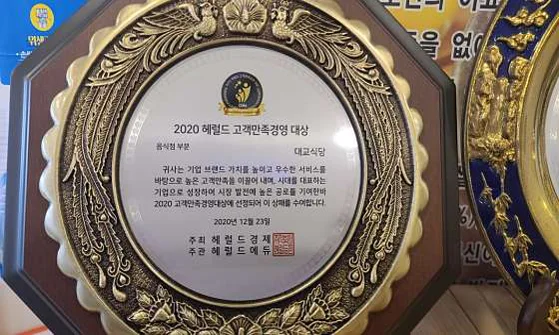 2020 헤럴드 고객만족경영 대상
음식점 부문
대교식당
귀사는 기업 브랜드 가치를 높이고 우수한 서비스를
바탕으로 높은 고객만족을 이끌어 내며, 시대를 대표하는
기업으로 성장하여 시장 발전에 높은 공로를 기여한바
2020 고객만족경영대상에 선정되어 이 상패를 수여합니다.
2020년 12월 23일
주최 헤럴드경제
주관 헤럴드에듀